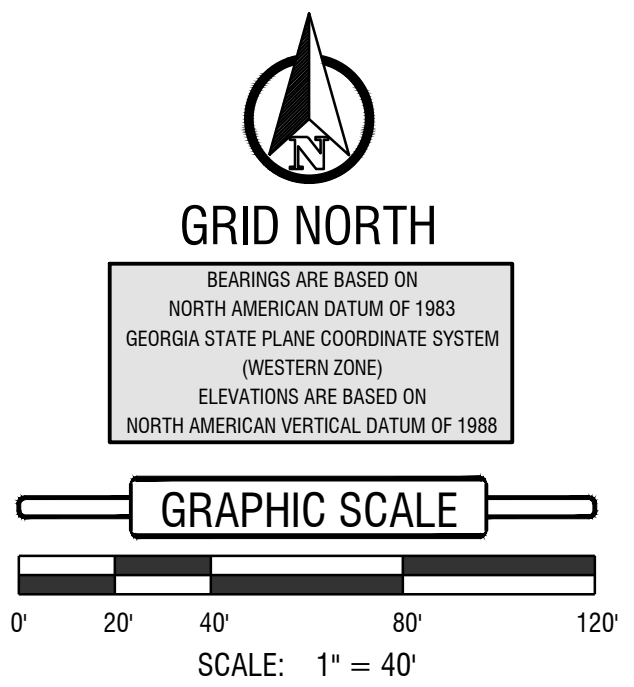 N
GRID NORTH
BEARINGS ARE BASED ON
NORTH AMERICAN DATUM OF 1983
GEORGIA STATE PLANE COORDINATE SYSTEM
(WESTERN ZONE)
ELEVATIONS ARE BASED ON
NORTH AMERICAN VERTICAL DATUM OF 1988
GRAPHIC SCALE
0' 20' 40' 80' 120'
SCALE: 1" = 40'